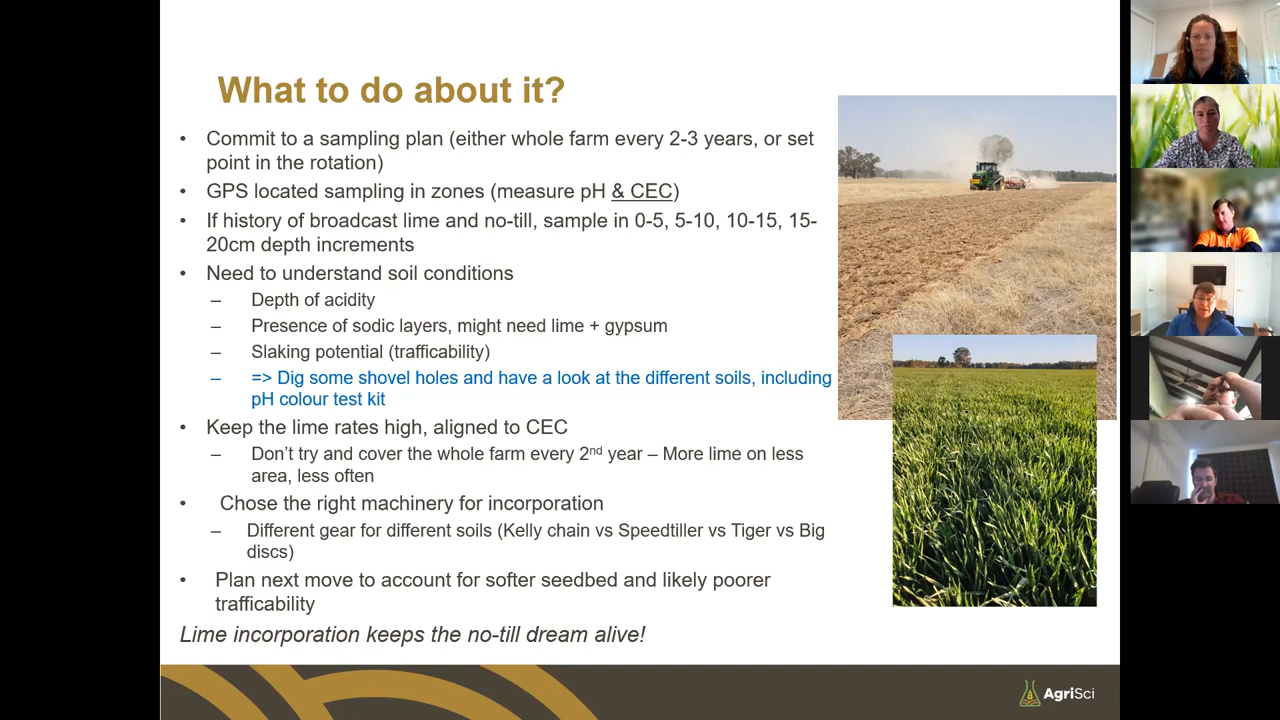 What to do about it?
• Commit to a sampling plan (either whole farm every 2-3 years, or set
point in the rotation)
• GPS located sampling in zones (measure pH & CEC)
• If history of broadcast lime and no-till, sample in 0-5, 5-10, 10-15, 15-
20cm depth increments
• Need to understand soil conditions
– Depth of acidity
– Presence of sodic layers, might need lime + gypsum
– Slaking potential (trafficability)
– => Dig some shovel holes and have a look at the different soils, including
pH colour test kit
• Keep the lime rates high, aligned to CEC
– Don’t try and cover the whole farm every 2nd year – More lime on less
area, less often
• Chose the right machinery for incorporation
– Different gear for different soils (Kelly chain vs Speedtiller vs Tiger vs Big
discs)
• Plan next move to account for softer seedbed and likely poorer
trafficability
Lime incorporation keeps the no-till dream alive!
AgriSci